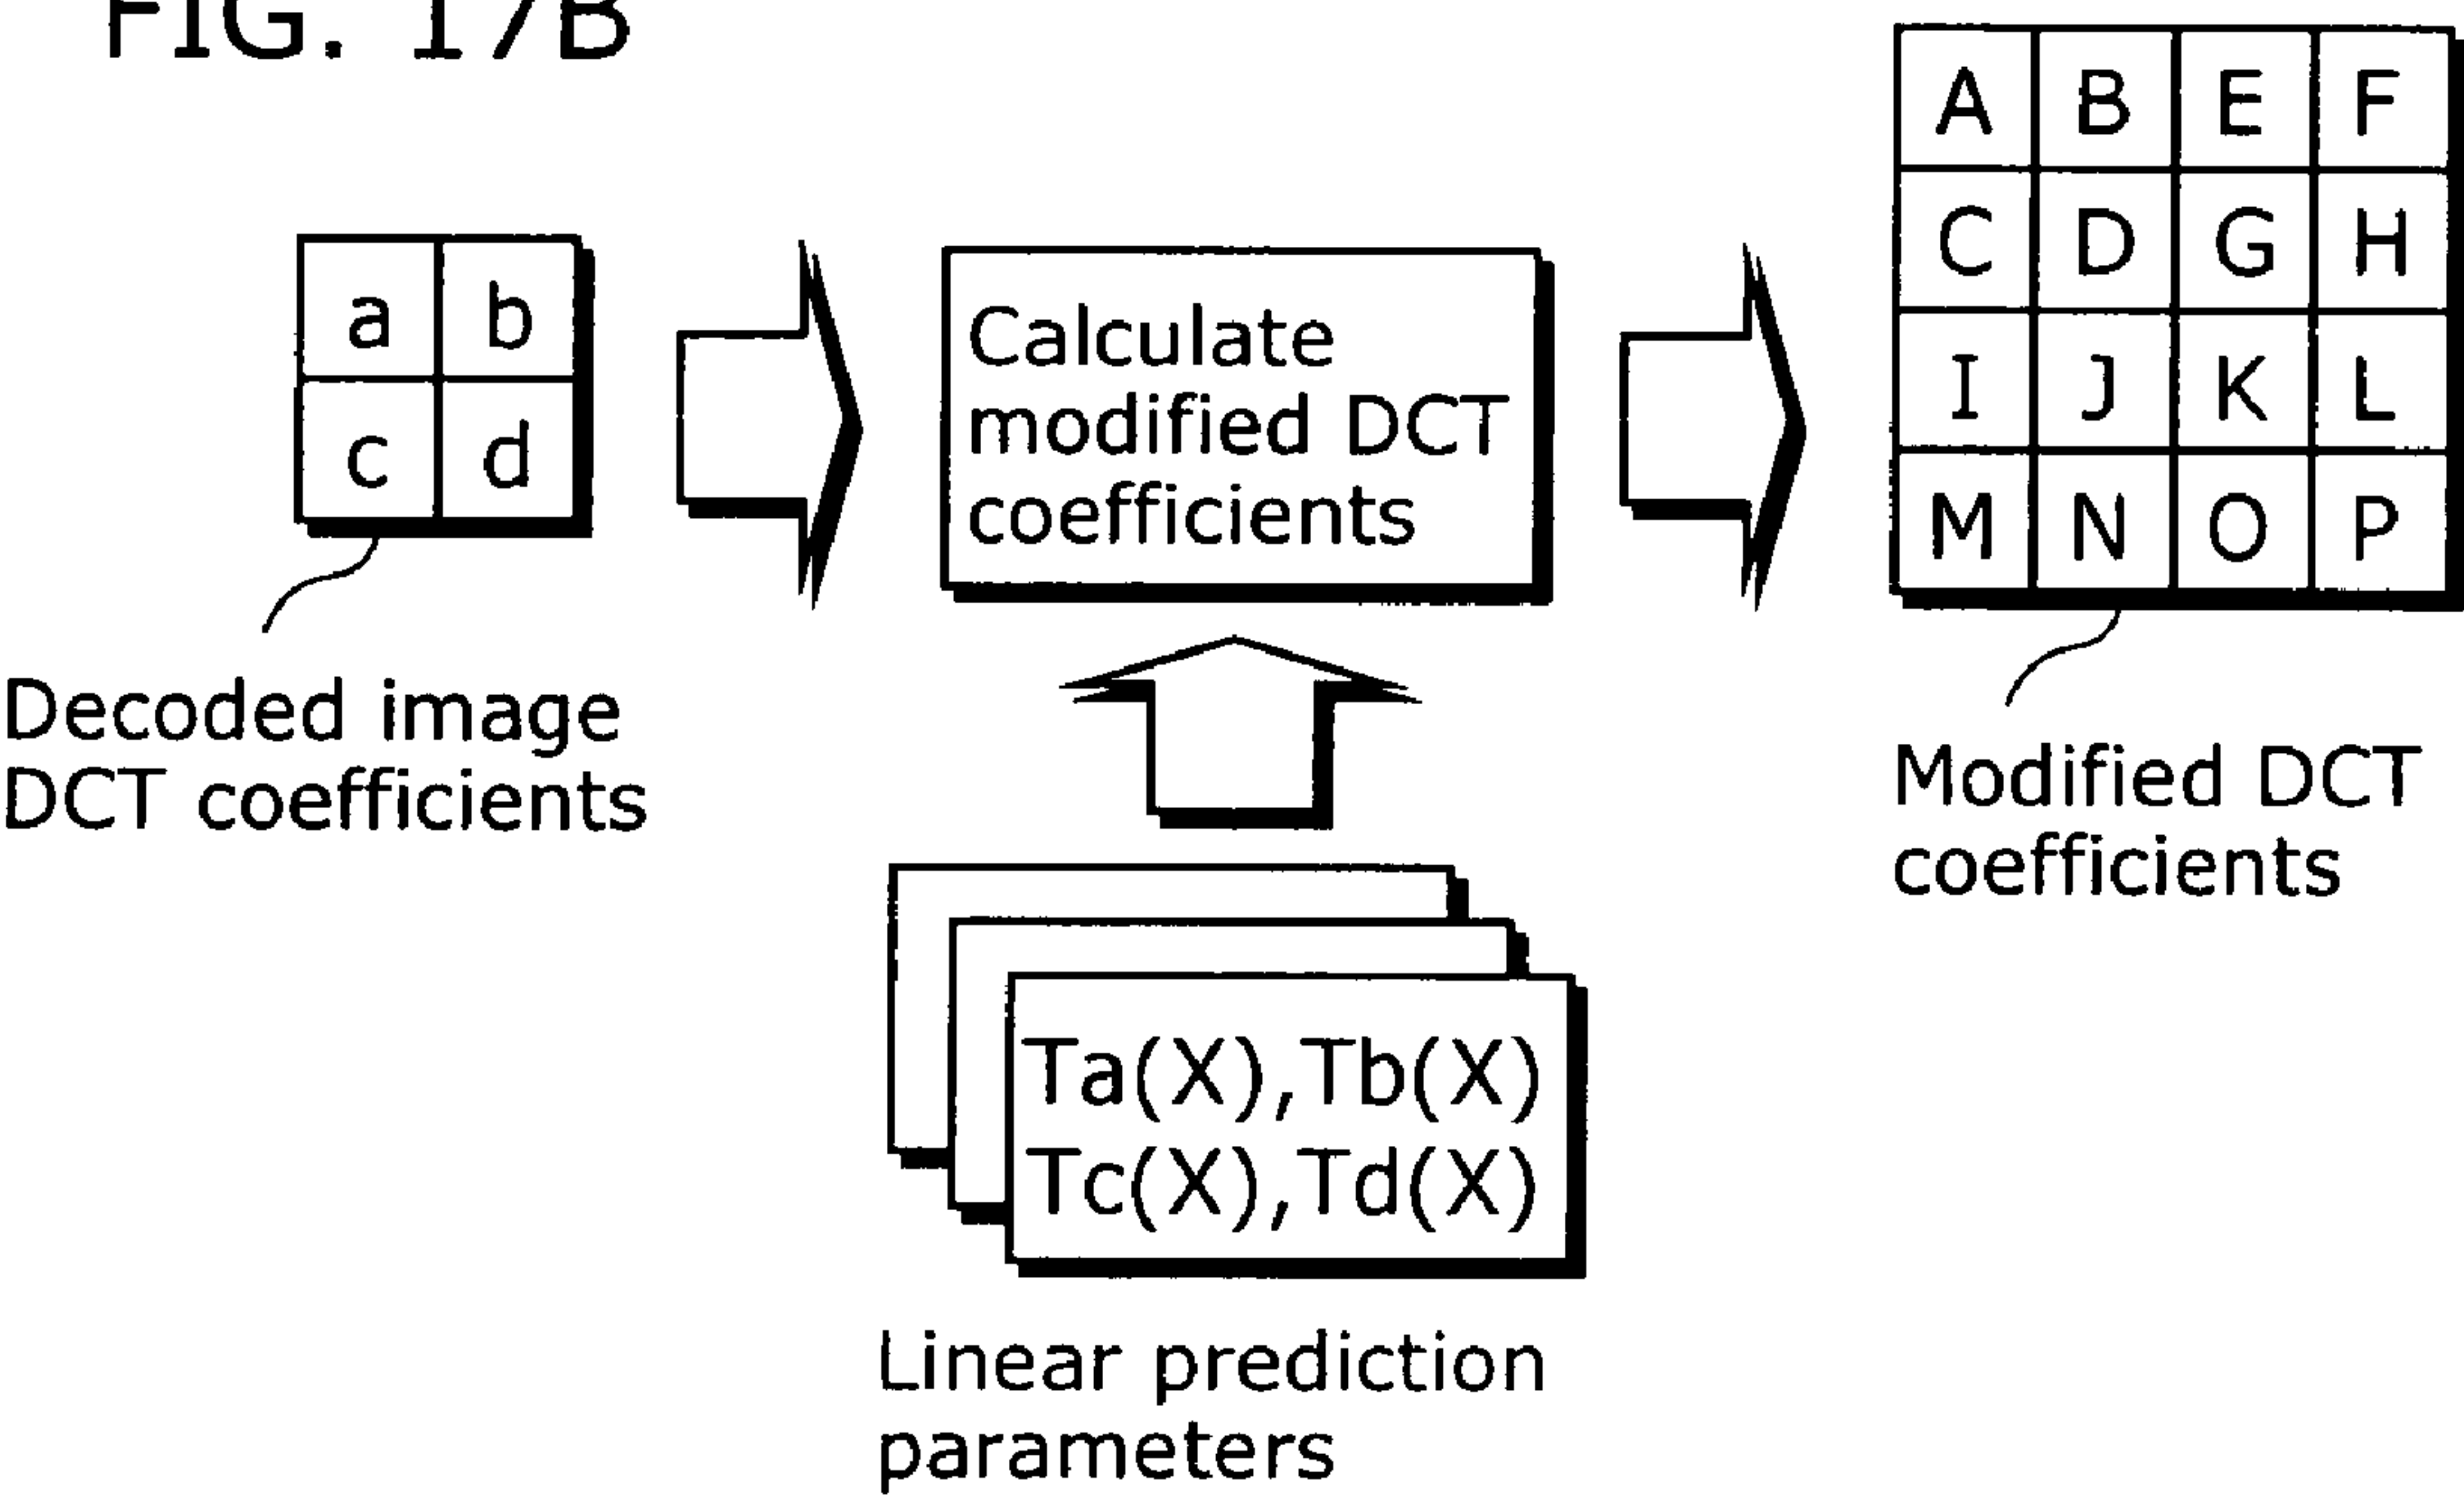 FIG. 17B
A B E F
C D G H
I J K L
M N O P
a b
c d
Calculate
modified DCT
coefficients
Decoded image
DCT coefficients
Modified DCT
coefficients
Ta(X),Tb(X)
Tc(X),Td(X)
Linear prediction
parameters